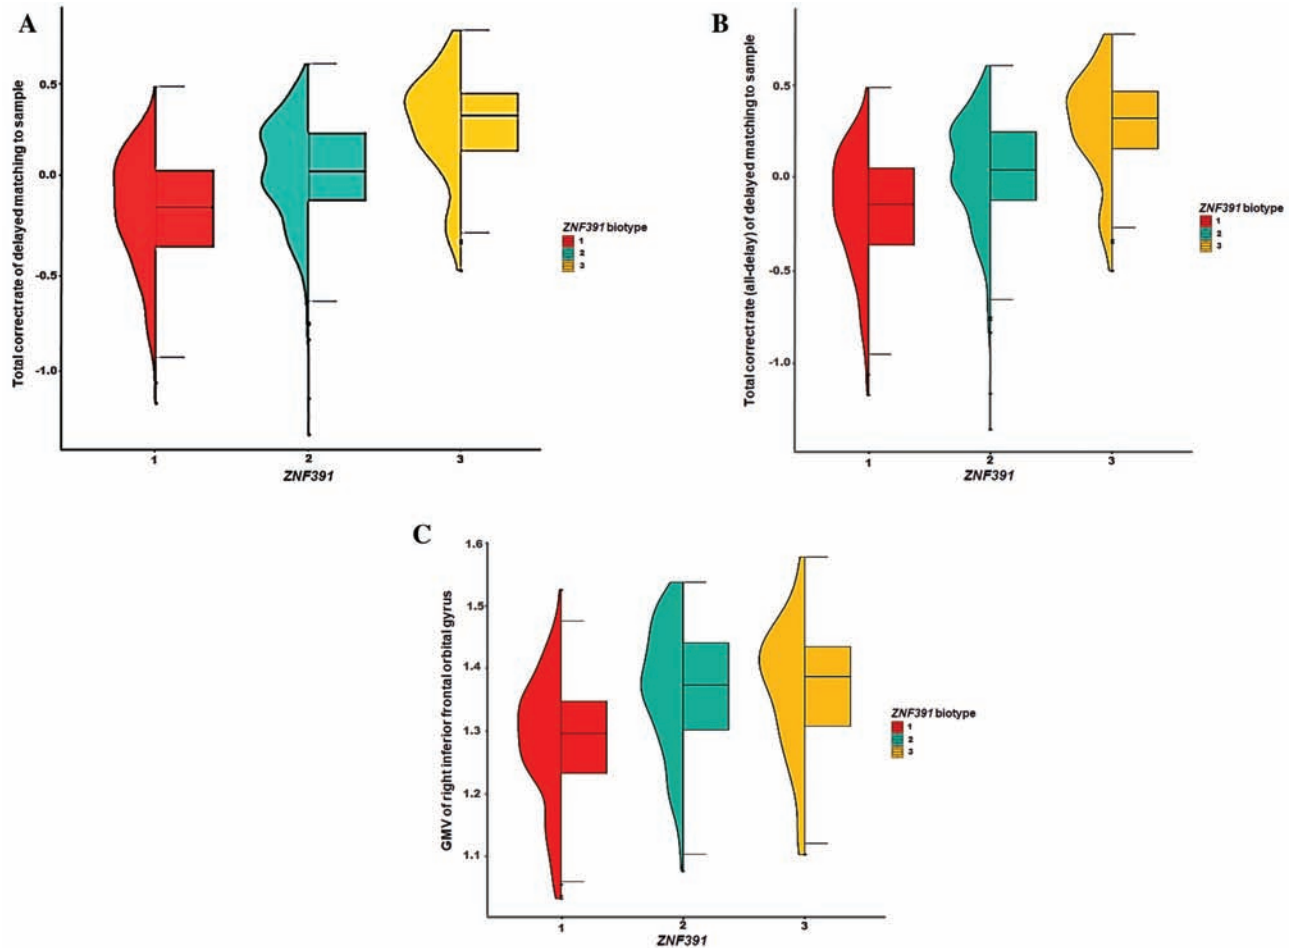 A
Total correct rate of delayed matching to sample
0.5
0.0
-0.5
-1.0
1
2
3
ZNF391
ZNF391 biotype
1
2
3
B
Total correct rate (all-delay) of delayed matching to sample
0.5
0.0
-0.5
-1.0
1
2
3
ZNF391
ZNF391 biotype
1
2
3
C
GMV of right inferior frontal orbital gyrus
1.6
1.5
1.4
1.3
1.2
1.1
1
2
3
ZNF391
ZNF391 biotype
1
2
3